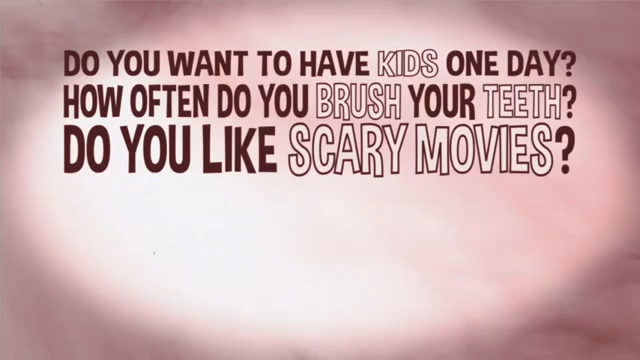 DO YOU WANT TO HAVE KIDS ONE DAY?
HOW OFTEN DO YOU BRUSH YOUR TEETH?
DO YOU LIKE SCARY MOVIES?